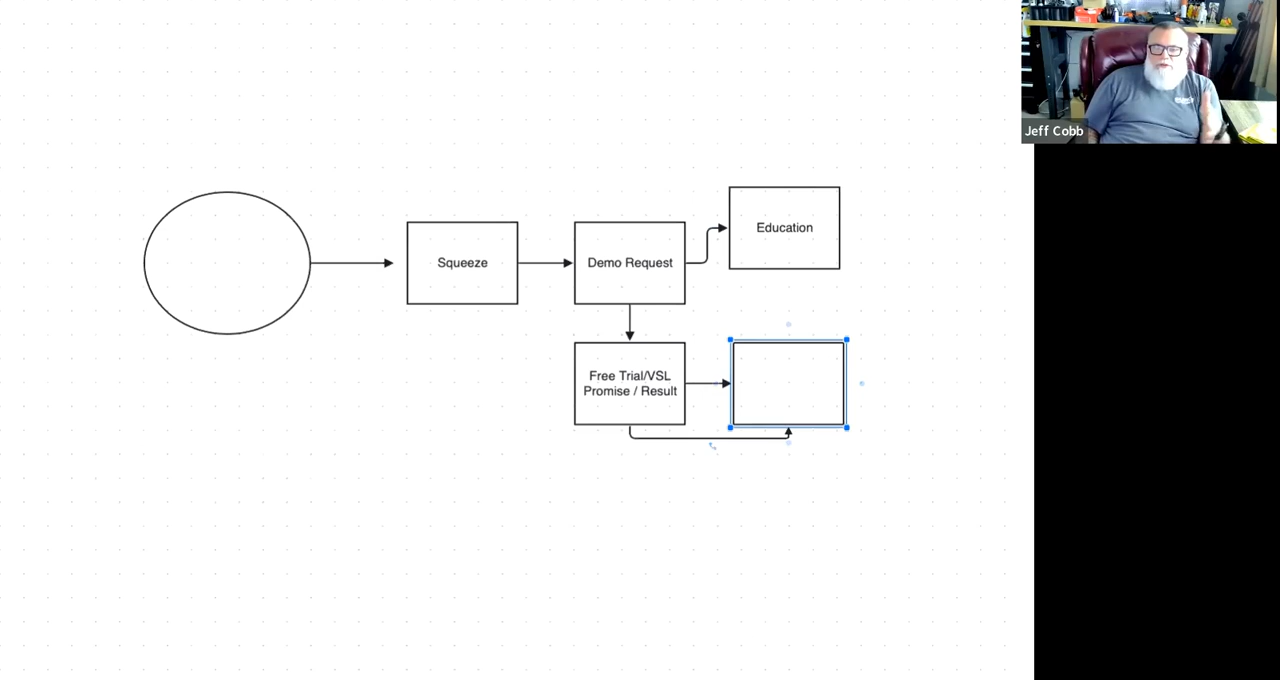 Jeff Cobb
Education
Squeeze
Demo Request
Free Trial/VSL
Promise / Result